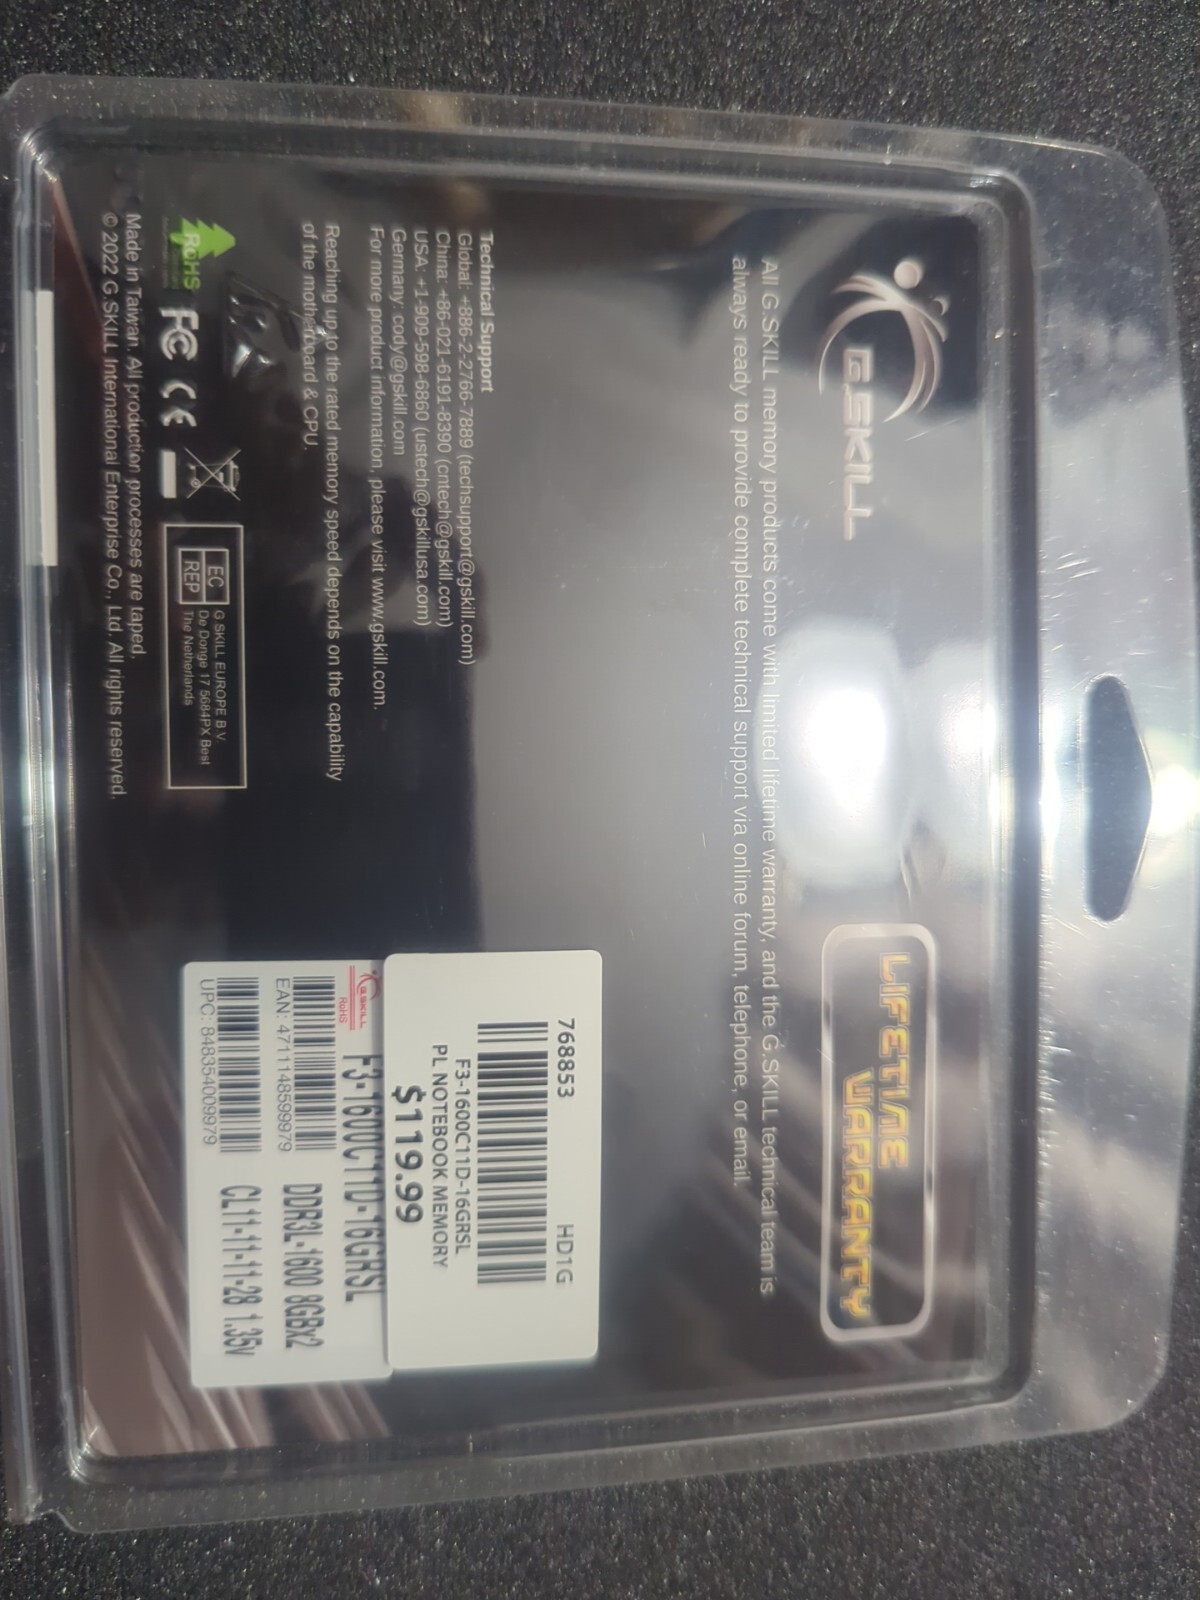 G.SKILL
LIFETIME
WARRANTY
All G.SKILL memory products come with limited lifetime warranty, and the G.SKILL technical team is
always ready to provide complete technical support via online forum, telephone, or email.
768853 HD1G
F3-1600C11D-16GRSL
PL NOTEBOOK MEMORY
$119.99
G.SKILL
RoHS
F3-1600C11D-16GRSL
EAN: 4711148599979
DDR3L-1600 8GBx2
UPC: 848354009979
CL11-11-11-28 1.35V
Technical Support
Global: +886-2-2766-7889 (techsupport@gskill.com)
China: +86-021-6191-8390 (cntech@gskill.com)
USA: +1-909-598-6860 (ustech@gskillusa.com)
Germany: cody@gskill.com
For more product information, please visit www.gskill.com.
Reaching up to the rated memory speed depends on the capability
of the motherboard & CPU.
RoHS
FC CE
EC REP
G.SKILL EUROPE B.V.
De Donge 17 5684PX Best
The Netherlands
Made in Taiwan. All production processes are taped.
© 2022 G.SKILL International Enterprise Co., Ltd. All rights reserved.